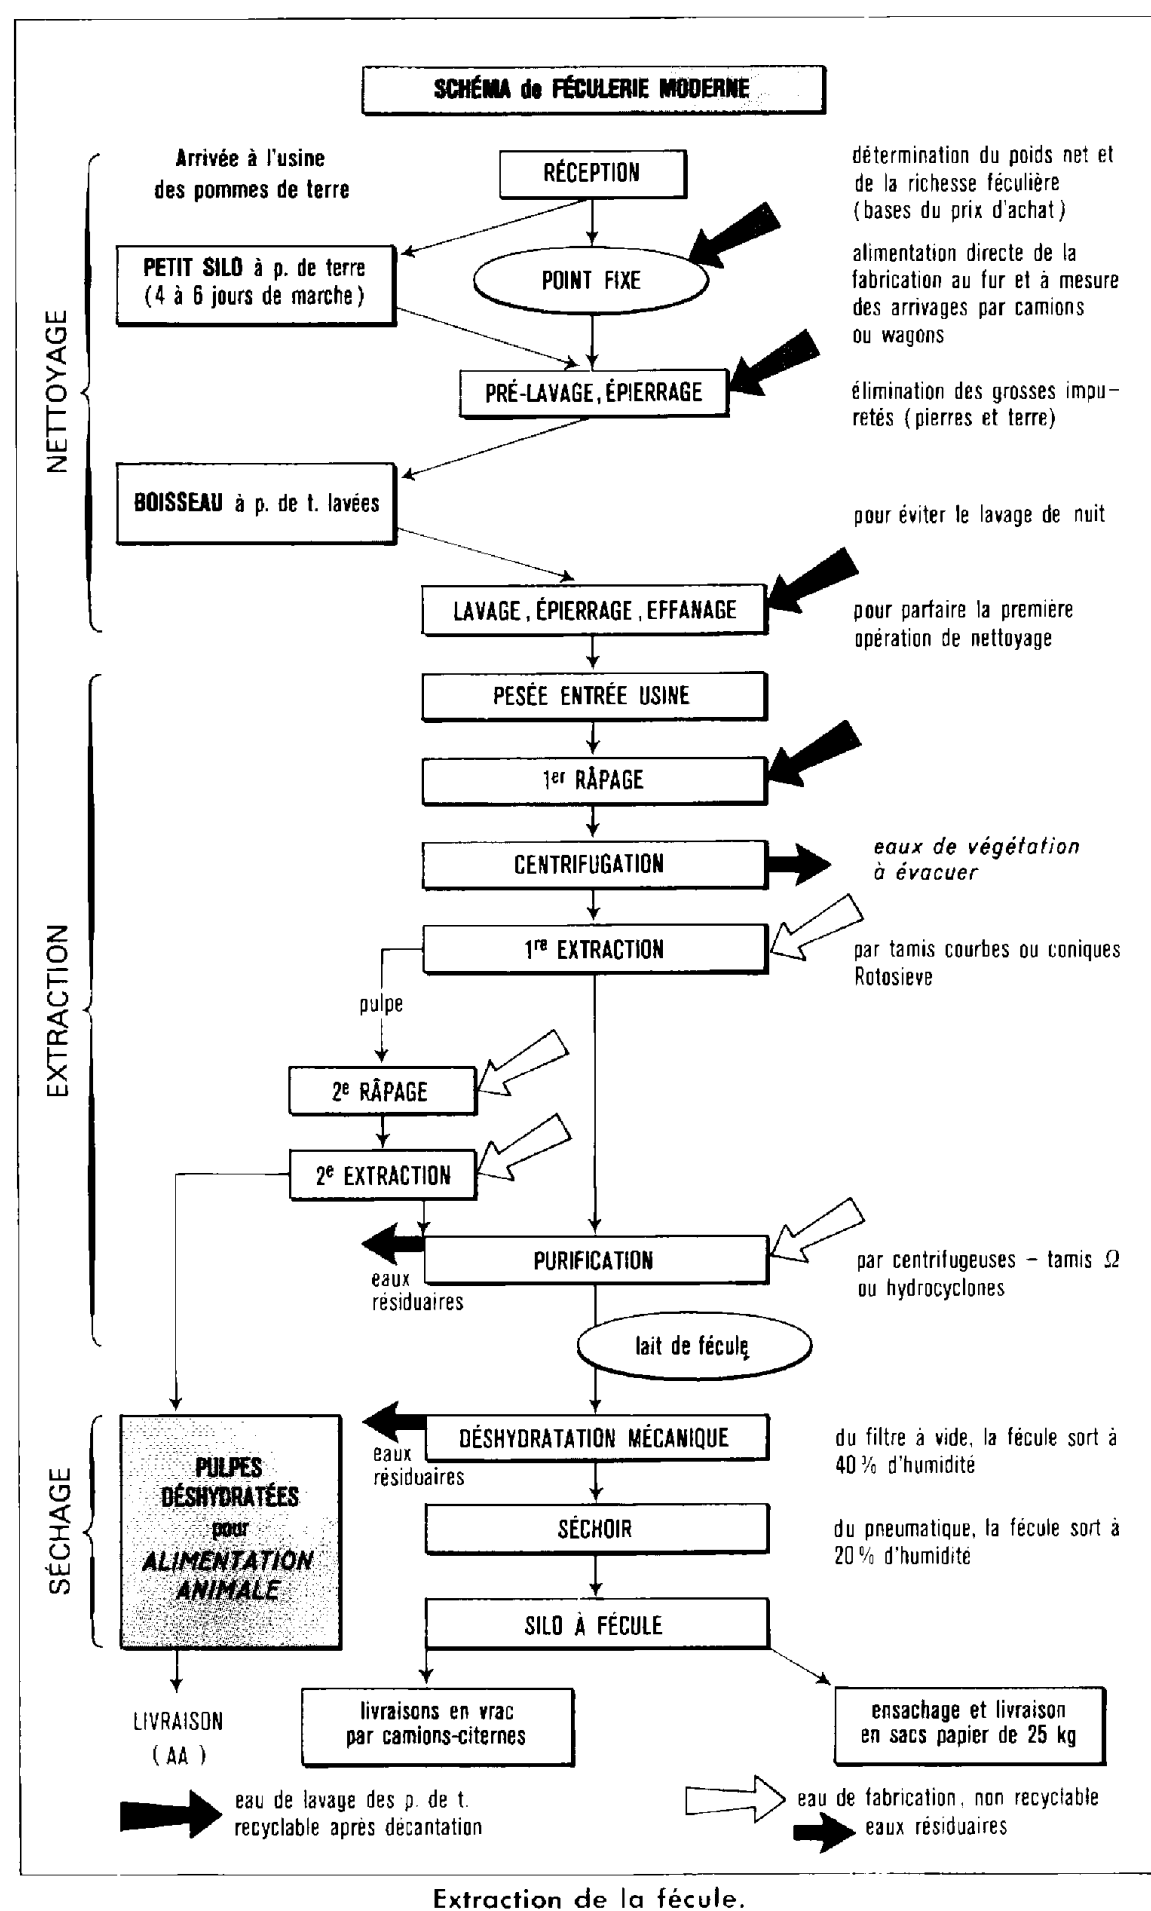 SCHÉMA de FÉCULERIE MODERNE
Arrivée à l'usine
des pommes de terre
RÉCEPTION
détermination du poids net et
de la richesse féculière
(bases du prix d'achat)
PETIT SILO à p. de terre
(4 à 6 jours de marche)
POINT FIXE
alimentation directe de la
fabrication au fur et à mesure
des arrivages par camions
ou wagons
NETTOYAGE
PRÉ-LAVAGE, ÉPIERRAGE
élimination des grosses impu-
retés (pierres et terre)
BOISSEAU à p. de t. lavées
pour éviter le lavage de nuit
LAVAGE, ÉPIERRAGE, EFFANAGE
pour parfaire la première
opération de nettoyage
PESÉE ENTRÉE USINE
1er RÂPAGE
CENTRIFUGATION
eaux de végétation
à évacuer
EXTRACTION
1re EXTRACTION
par tamis courbes ou coniques
Rotosieve
pulpe
2e RÂPAGE
2e EXTRACTION
PURIFICATION
eaux
résiduaires
par centrifugeuses – tamis Ω
ou hydrocyclones
lait de fécule
SÉCHAGE
PULPES
DÉSHYDRATÉES
pour
ALIMENTATION
ANIMALE
DÉSHYDRATATION MÉCANIQUE
eaux
résiduaires
du filtre à vide, la fécule sort à
40% d'humidité
SÉCHOIR
du pneumatique, la fécule sort à
20% d'humidité
SILO À FÉCULE
LIVRAISON
(AA)
livraisons en vrac
par camions-citernes
ensachage et livraison
en sacs papier de 25 kg
eau de lavage des p. de t.
recyclable après décantation
eau de fabrication, non recyclable
eaux résiduaires
Extraction de la fécule.